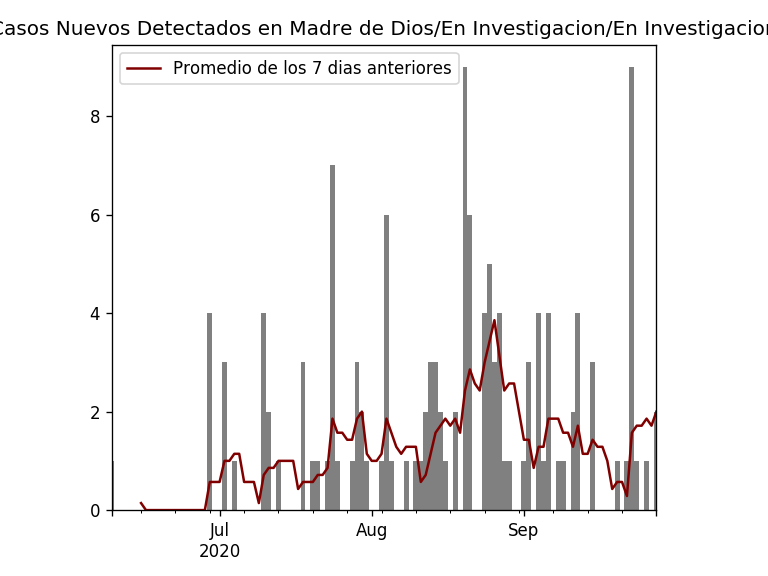 Casos Nuevos Detectados en Madre de Dios/En Investigacion/En Investigacion
Promedio de los 7 dias anteriores
8
6
4
2
0
Jul Aug Sep
2020